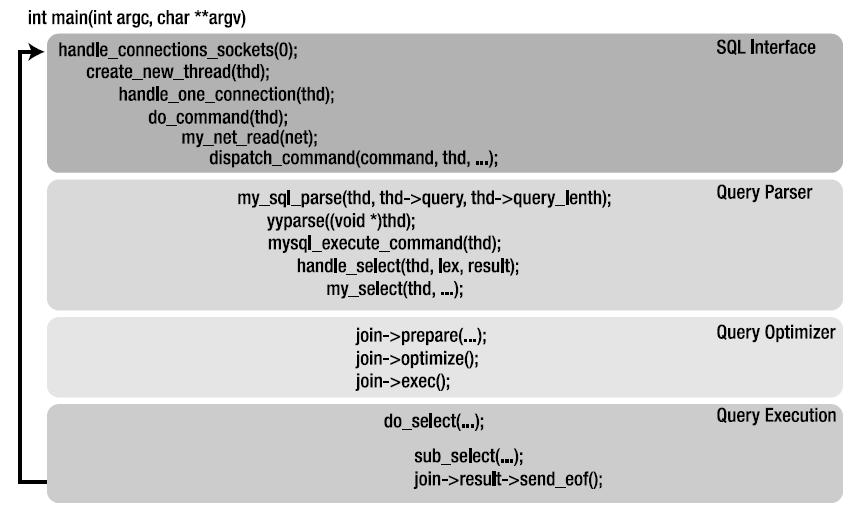 int main(int argc, char **argv)
SQL Interface
handle_connections_sockets(0);
create_new_thread(thd);
handle_one_connection(thd);
do_command(thd);
my_net_read(net);
dispatch_command(command, thd, ...);
Query Parser
my_sql_parse(thd, thd->query, thd->query_lenth);
yyparse((void *)thd);
mysql_execute_command(thd);
handle_select(thd, lex, result);
my_select(thd, ...);
Query Optimizer
join->prepare(...);
join->optimize();
join->exec();
Query Execution
do_select(...);
sub_select(...);
join->result->send_eof();